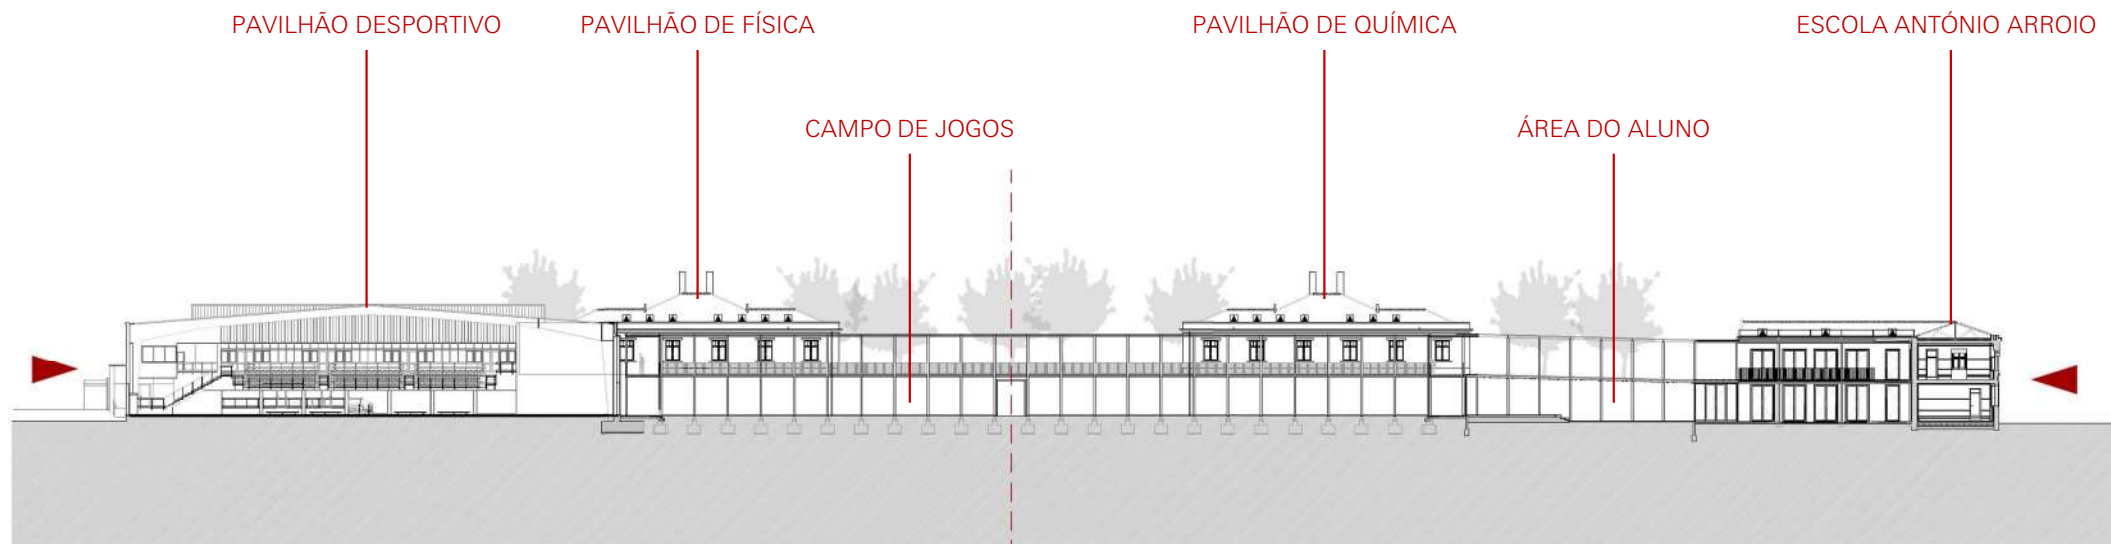 PAVILHÃO DESPORTIVO
PAVILHÃO DE FÍSICA
PAVILHÃO DE QUÍMICA
ESCOLA ANTÓNIO ARROIO
CAMPO DE JOGOS
ÁREA DO ALUNO